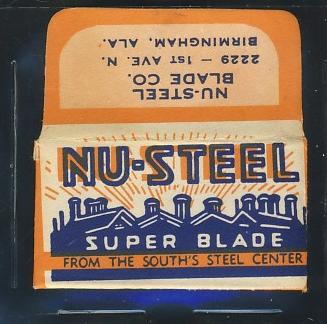 NU-STEEL
BLADE CO.
2229 — 1ST AVE. N.
BIRMINGHAM, ALA.
NU-STEEL
SUPER BLADE
FROM THE SOUTH'S STEEL CENTER